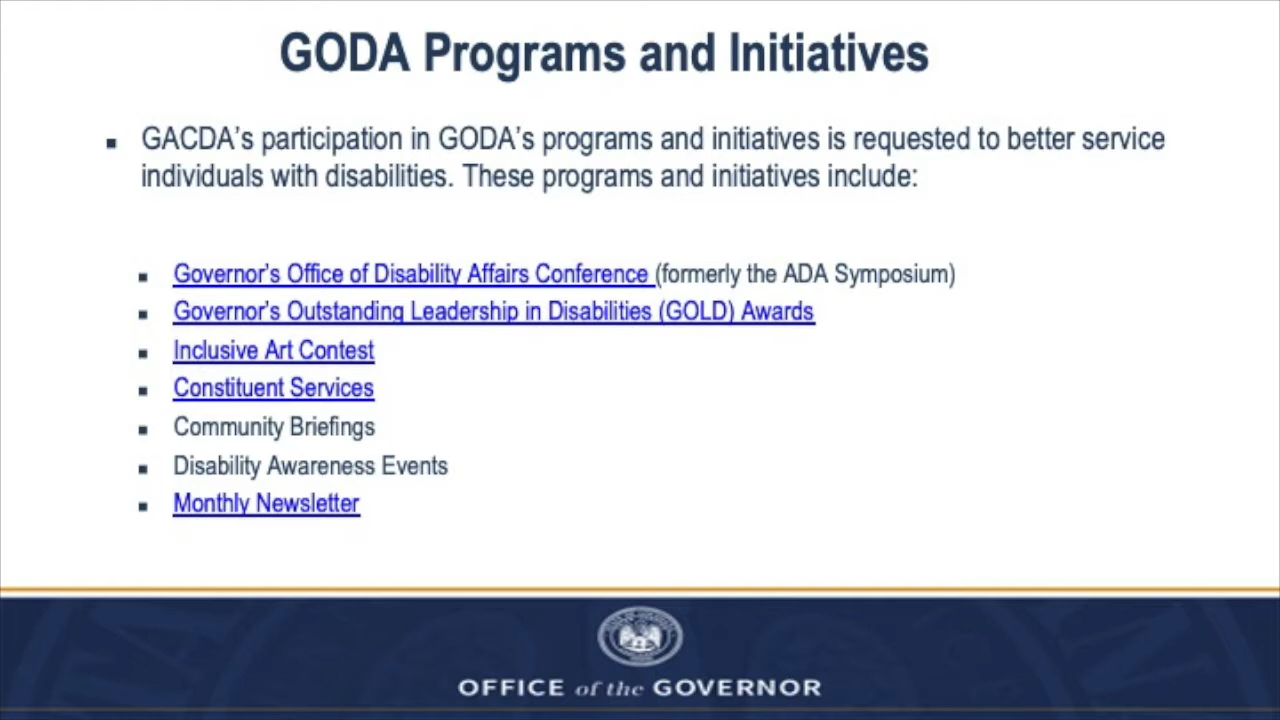 GODA Programs and Initiatives
GACDA's participation in GODA's programs and initiatives is requested to better service
individuals with disabilities. These programs and initiatives include:
Governor's Office of Disability Affairs Conference (formerly the ADA Symposium)
Governor's Outstanding Leadership in Disabilities (GOLD) Awards
Inclusive Art Contest
Constituent Services
Community Briefings
Disability Awareness Events
Monthly Newsletter
OFFICE of the GOVERNOR